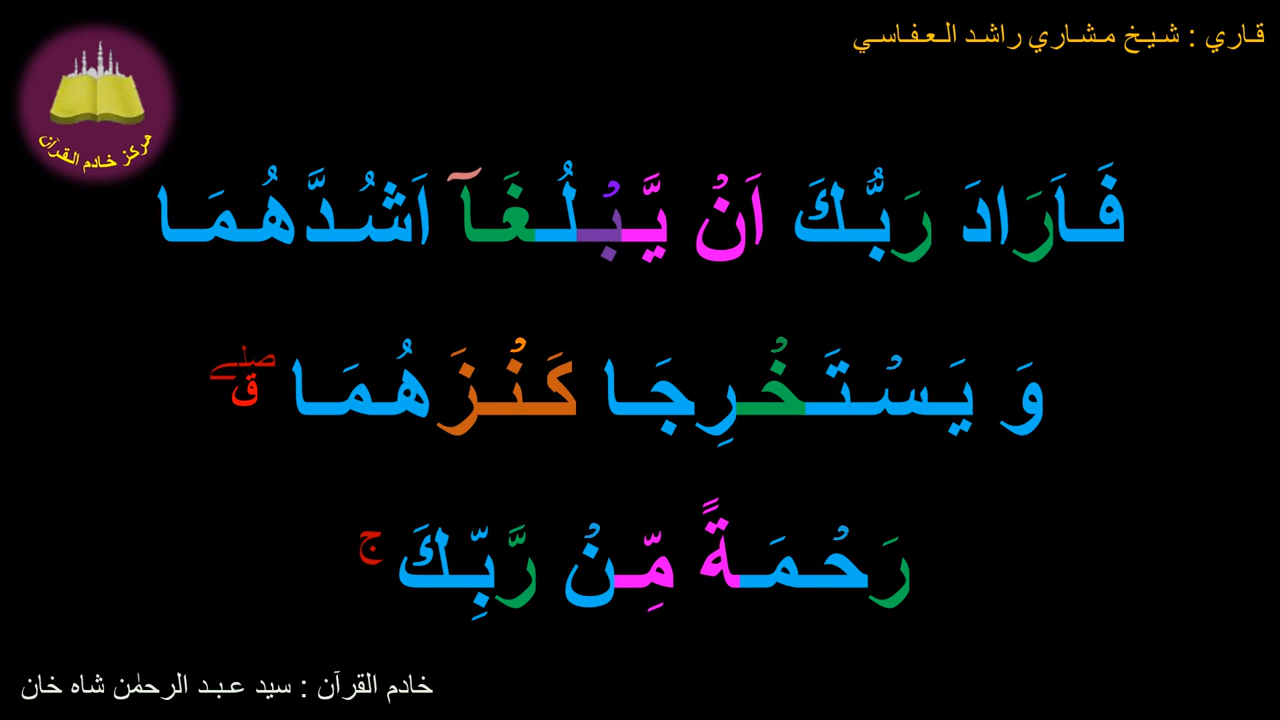 قاري : شيخ مشاري راشد العفاسي
مركز خادم القرآن
فَاَرَادَ رَبُّكَ اَنۡ يَّبۡلُغَاۤ اَشُدَّهُمَا
وَ يَسۡتَخۡرِجَا كَنۡزَهُمَا ۖق
رَحۡمَةً مِّنۡ رَّبِّكَ ۚ
خادم القرآن : سيد عبد الرحمٰن شاه خان